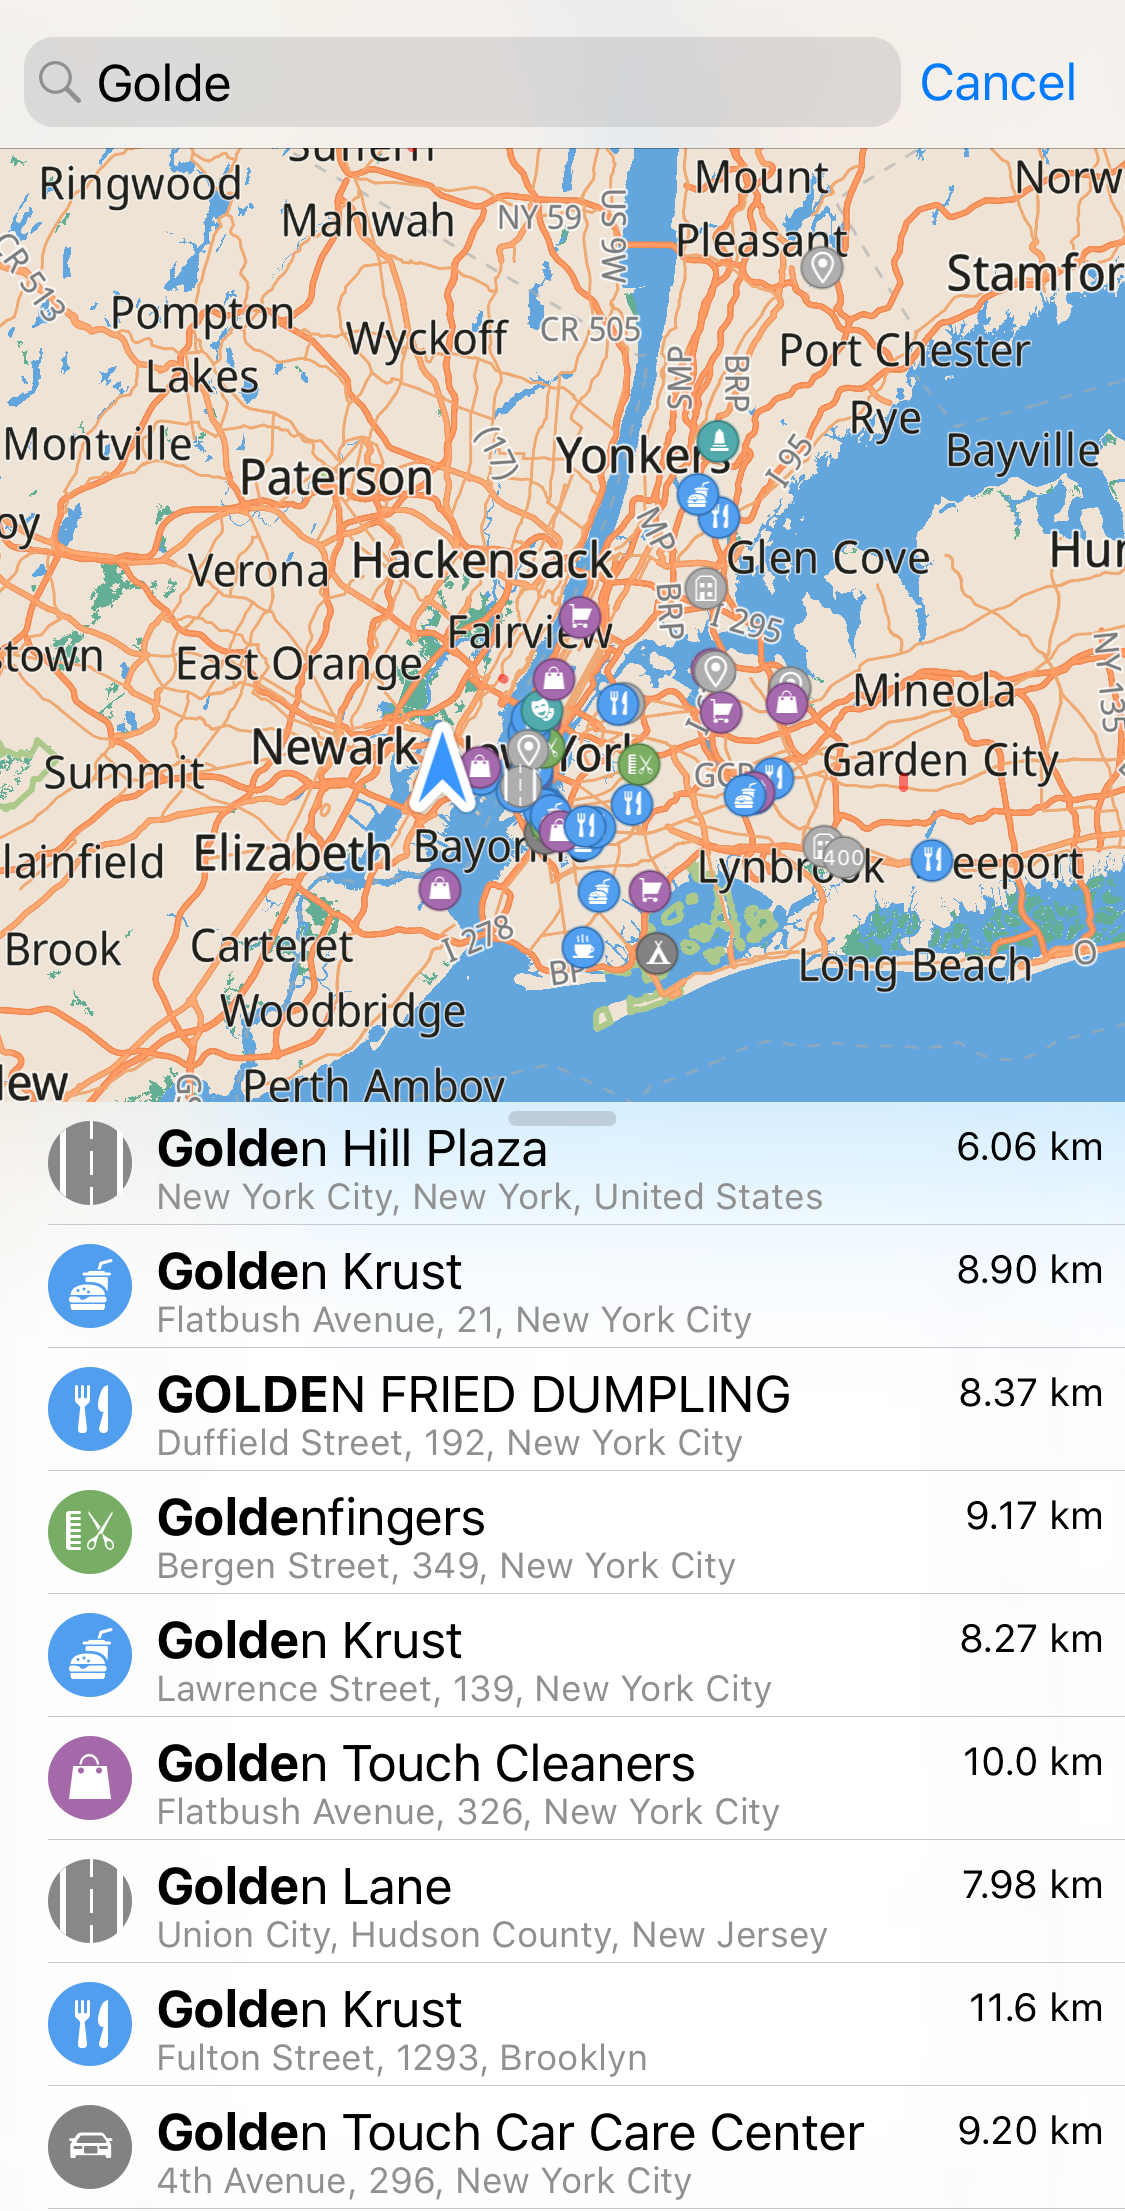 Golde
Cancel
Suffern
Ringwood
Mahwah
NY 59
US 9W
Mount
Pleasant
Norw
CR 513
Stamfor
Pompton
Lakes
Wyckoff
CR 505
PMS
BRP
Port Chester
Rye
Montville
(17)
Yonkers
I 95
Bayville
Paterson
oy
MP
Verona
Hackensack
Glen Cove
Hun
BRP
I 295
Fairview
NY 135
stown
East Orange
Mineola
Newark
York
GCP
Garden City
Summit
lainfield
Elizabeth
Bayonne
Lynbrook
400
eeport
Brook
Carteret
I 278
BP
Long Beach
O
Woodbridge
lew
GS
Perth Amboy
Golden Hill Plaza
6.06 km
New York City, New York, United States
Golden Krust
8.90 km
Flatbush Avenue, 21, New York City
GOLDEN FRIED DUMPLING
8.37 km
Duffield Street, 192, New York City
Goldenfingers
9.17 km
Bergen Street, 349, New York City
Golden Krust
8.27 km
Lawrence Street, 139, New York City
Golden Touch Cleaners
10.0 km
Flatbush Avenue, 326, New York City
Golden Lane
7.98 km
Union City, Hudson County, New Jersey
Golden Krust
11.6 km
Fulton Street, 1293, Brooklyn
Golden Touch Car Care Center
9.20 km
4th Avenue, 296, New York City